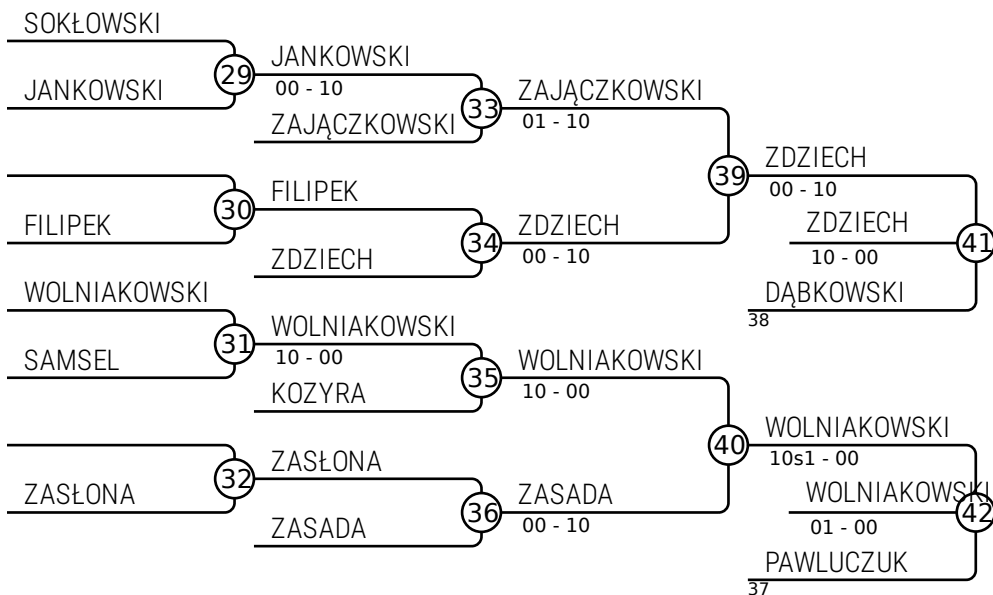 SOKŁOWSKI
JANKOWSKI
29
JANKOWSKI
00 - 10
ZAJĄCZKOWSKI
33
ZAJĄCZKOWSKI
01 - 10
FILIPEK
30
FILIPEK
ZDZIECH
34
ZDZIECH
00 - 10
39
ZDZIECH
00 - 10
ZDZIECH
10 - 00
41
DĄBKOWSKI
38
WOLNIAKOWSKI
SAMSEL
31
WOLNIAKOWSKI
10 - 00
KOZYRA
35
WOLNIAKOWSKI
10 - 00
ZASŁONA
32
ZASŁONA
ZASADA
36
ZASADA
00 - 10
40
WOLNIAKOWSKI
10s1 - 00
WOLNIAKOWSKI
01 - 00
42
PAWLUCZUK
37